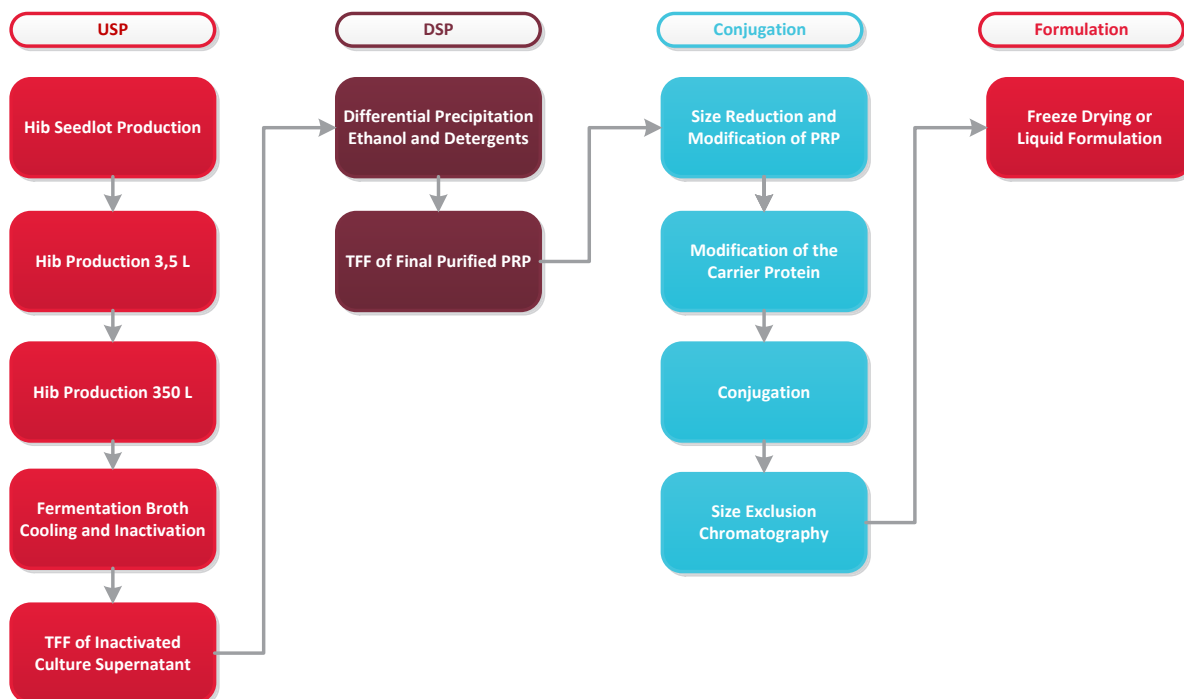 USP
Hib Seedlot Production
Hib Production 3,5 L
Hib Production 350 L
Fermentation Broth
Cooling and Inactivation
TFF of Inactivated
Culture Supernatant
DSP
Differential Precipitation
Ethanol and Detergents
TFF of Final Purified PRP
Conjugation
Size Reduction and
Modification of PRP
Modification of the
Carrier Protein
Conjugation
Size Exclusion
Chromatography
Formulation
Freeze Drying or
Liquid Formulation